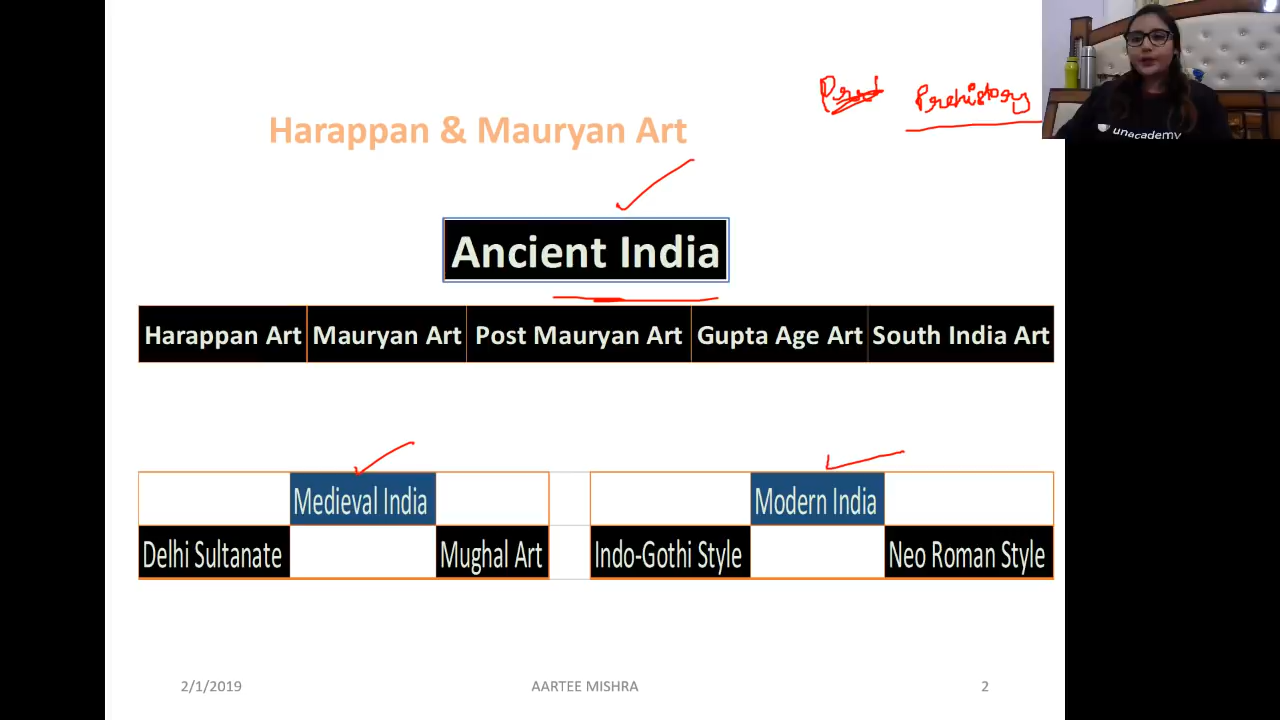 Prehistory
unacademy
Harappan & Mauryan Art
Ancient India
Harappan Art Mauryan Art Post Mauryan Art Gupta Age Art South India Art
Medieval India Modern India
Delhi Sultanate Mughal Art Indo-Gothi Style Neo Roman Style
2/1/2019 AARTEE MISHRA 2